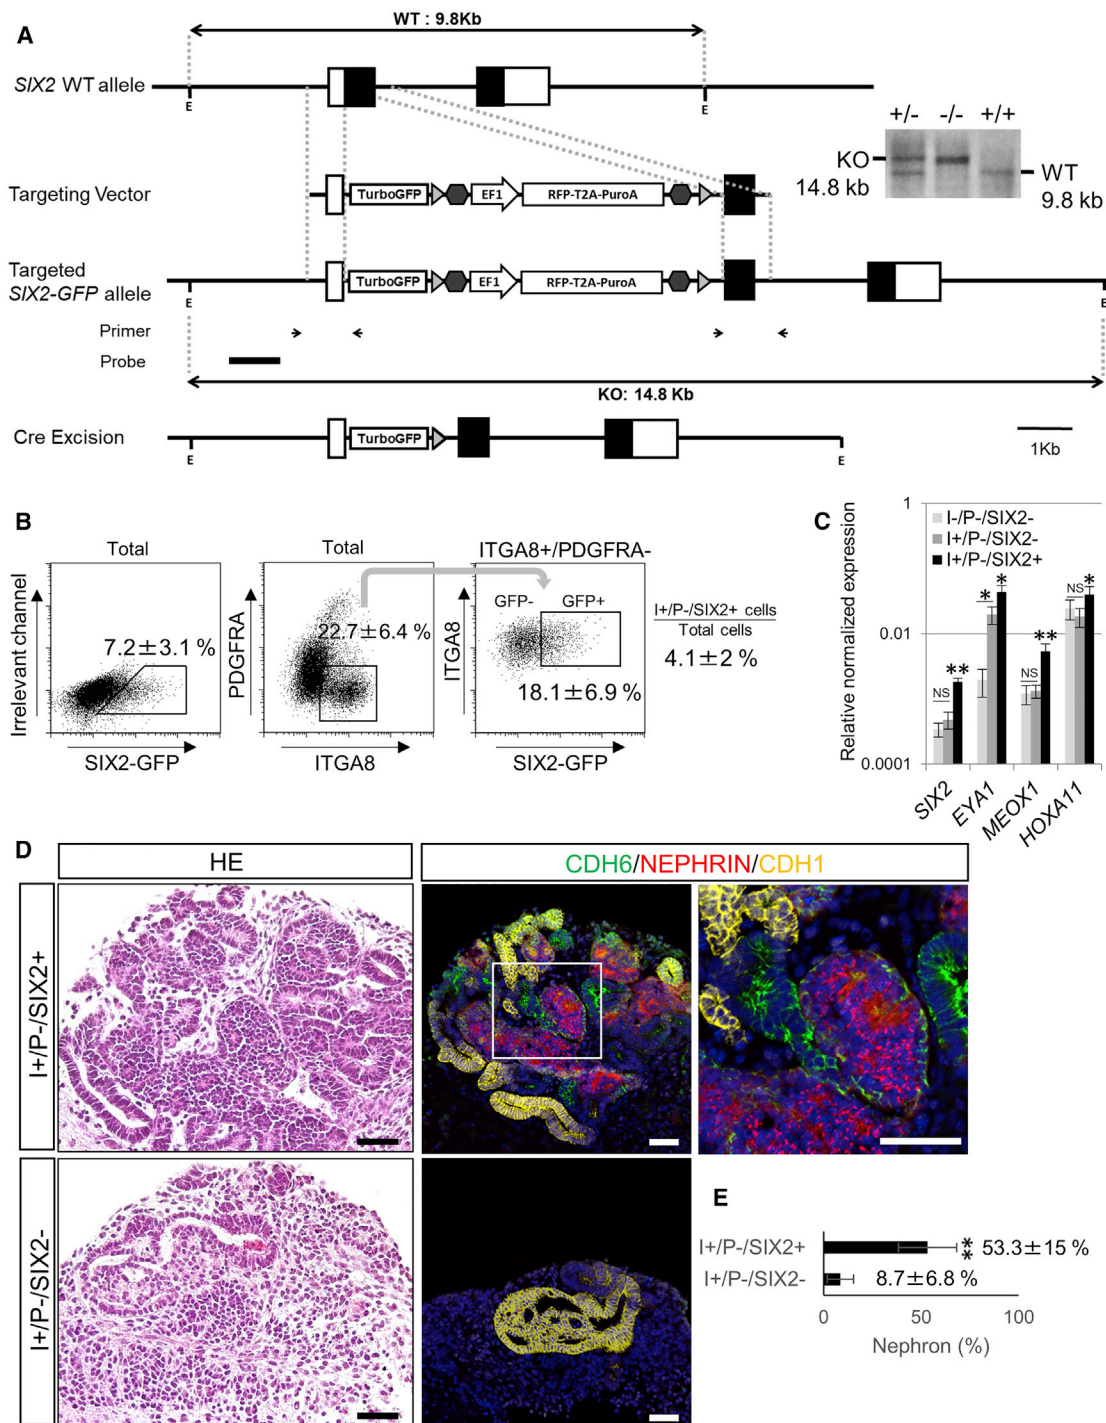 A
WT : 9.8Kb
SIX2 WT allele
E
E
+/- -/- +/+
KO
14.8 kb
WT
9.8 kb
Targeting Vector
TurboGFP
EF1
RFP-T2A-PuroA
Targeted
SIX2-GFP allele
TurboGFP
EF1
RFP-T2A-PuroA
E
E
Primer
Probe
KO: 14.8 Kb
Cre Excision
TurboGFP
E
E
1Kb
B
Total
Irrelevant channel
7.2±3.1 %
SIX2-GFP
Total
PDGFRA
22.7±6.4 %
ITGA8
ITGA8+/PDGFRA-
ITGA8
GFP- GFP+
18.1±6.9 %
SIX2-GFP
I+/P-/SIX2+ cells
Total cells
4.1±2 %
C
Relative normalized expression
1
0.01
0.0001
I-/P-/SIX2-
I+/P-/SIX2-
I+/P-/SIX2+
NS
**
*
*
NS
**
NS
*
SIX2
EYA1
MEOX1
HOXA11
D
HE
CDH6/NEPHRIN/CDH1
I+/P-/SIX2+
I+/P-/SIX2-
E
I+/P-/SIX2+
** 53.3±15 %
I+/P-/SIX2-
8.7±6.8 %
0 50 100
Nephron (%)